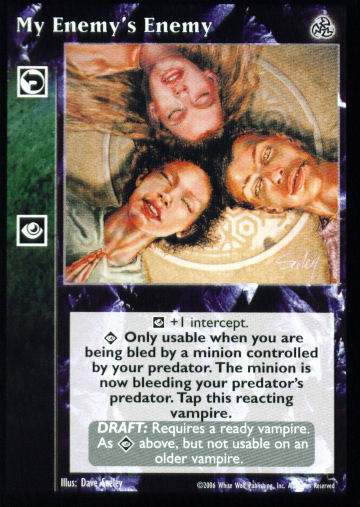 My Enemy's Enemy
+1 intercept.
Only usable when you are
being bled by a minion controlled
by your predator. The minion is
now bleeding your predator's
predator. Tap this reacting
vampire.
DRAFT: Requires a ready vampire.
As above, but not usable on an
older vampire.
Illus: Dave Seeley
©2006 White Wolf Publishing, Inc. All Rights Reserved